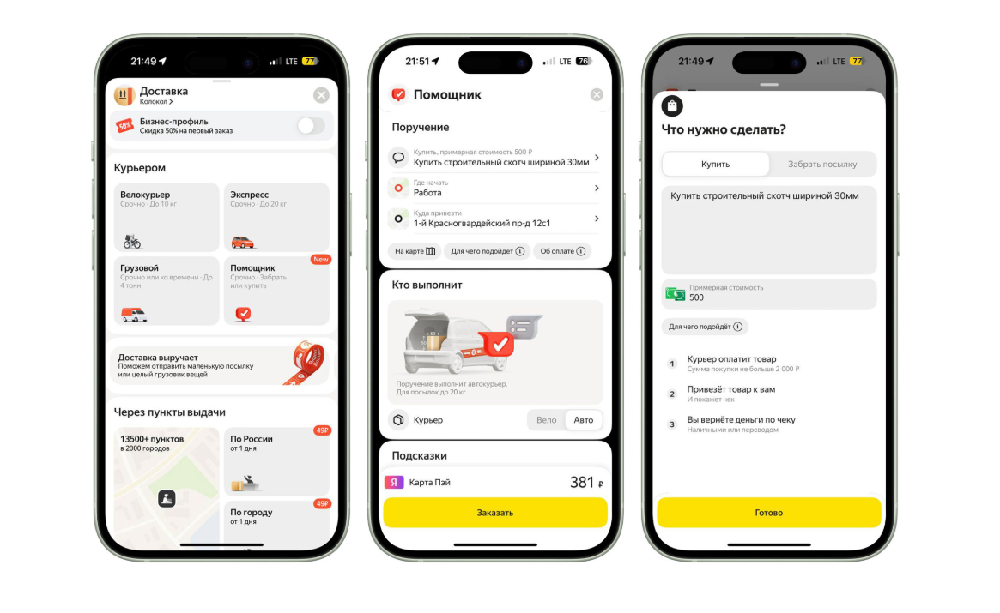 21:49
LTE 77
Доставка
Колокол
50%
Бизнес-профиль
Скидка 50% на первый заказ
Курьером
Велокурьер
Срочно · До 10 кг
Экспресс
Срочно · До 20 кг
Грузовой
Срочно или ко времени · До
4 тонн
New
Помощник
Срочно · Забрать
или купить
Доставка выручает
Поможем отправить маленькую посылку
или целый грузовик вещей
Через пункты выдачи
13500+ пунктов
в 2000 городов
49₽
По России
от 1 дня
49₽
По городу
от 1 дня
21:51
LTE 76
Помощник
Поручение
Купить, примерная стоимость 500 ₽
Купить строительный скотч шириной 30мм
Где начать
Работа
Куда привезти
1-й Красногвардейский пр-д 12с1
На карте
Для чего подойдет
Об оплате
Кто выполнит
Поручение выполнит автокурьер.
Для посылок до 20 кг
Курьер
Вело
Авто
Подсказки
Я
Карта Пэй
381 ₽
Заказать
21:49
LTE 77
Что нужно сделать?
Купить
Забрать посылку
Купить строительный скотч шириной 30мм
Примерная стоимость
500
Для чего подойдёт
1
Курьер оплатит товар
Сумма покупки не больше 2 000 ₽
2
Привезёт товар к вам
И покажет чек
3
Вы вернёте деньги по чеку
Наличными или переводом
Готово